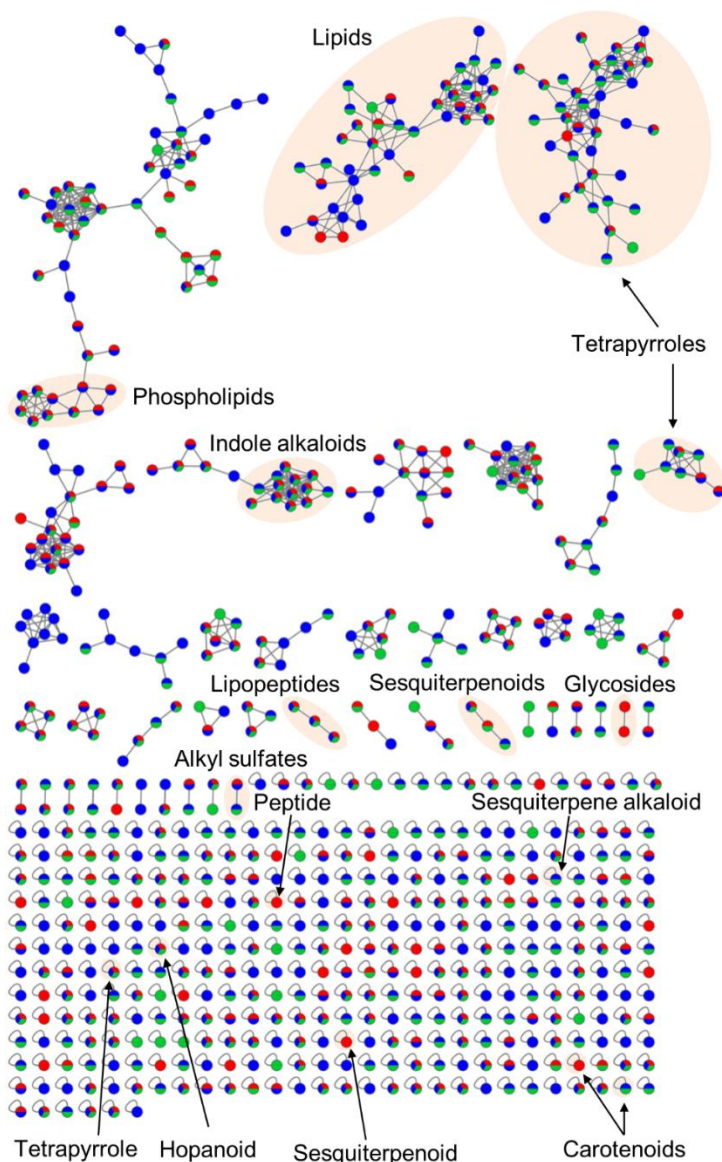 Lipids
Tetrapyrroles
Phospholipids
Indole alkaloids
Lipopeptides
Sesquiterpenoids
Glycosides
Alkyl sulfates
Peptide
Sesquiterpene alkaloid
Tetrapyrrole
Hopanoid
Sesquiterpenoid
Carotenoids